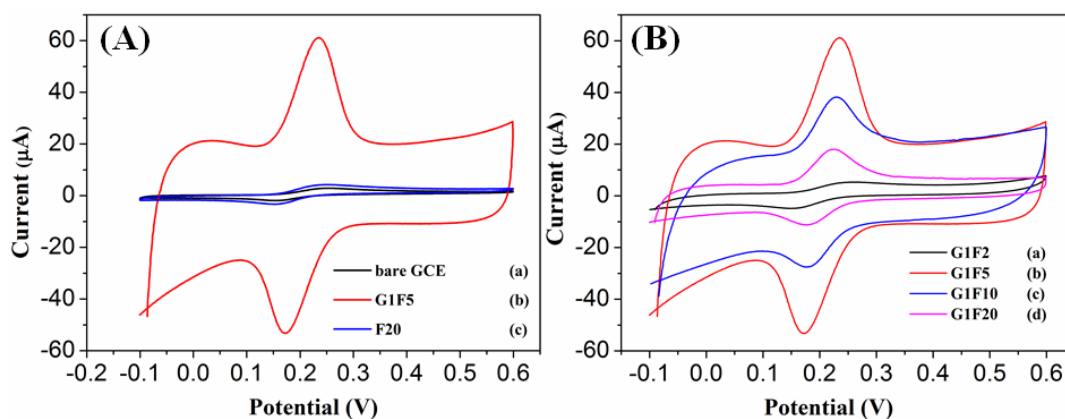 (A)
60
40
20
0
-20
-40
-60
Current (μA)
bare GCE (a)
G1F5 (b)
F20 (c)
-0.1 0.0 0.1 0.2 0.3 0.4 0.5 0.6
Potential (V)
(B)
60
40
20
0
-20
-40
-60
Current (μA)
G1F2 (a)
G1F5 (b)
G1F10 (c)
G1F20 (d)
-0.1 0.0 0.1 0.2 0.3 0.4 0.5 0.6
Potential (V)